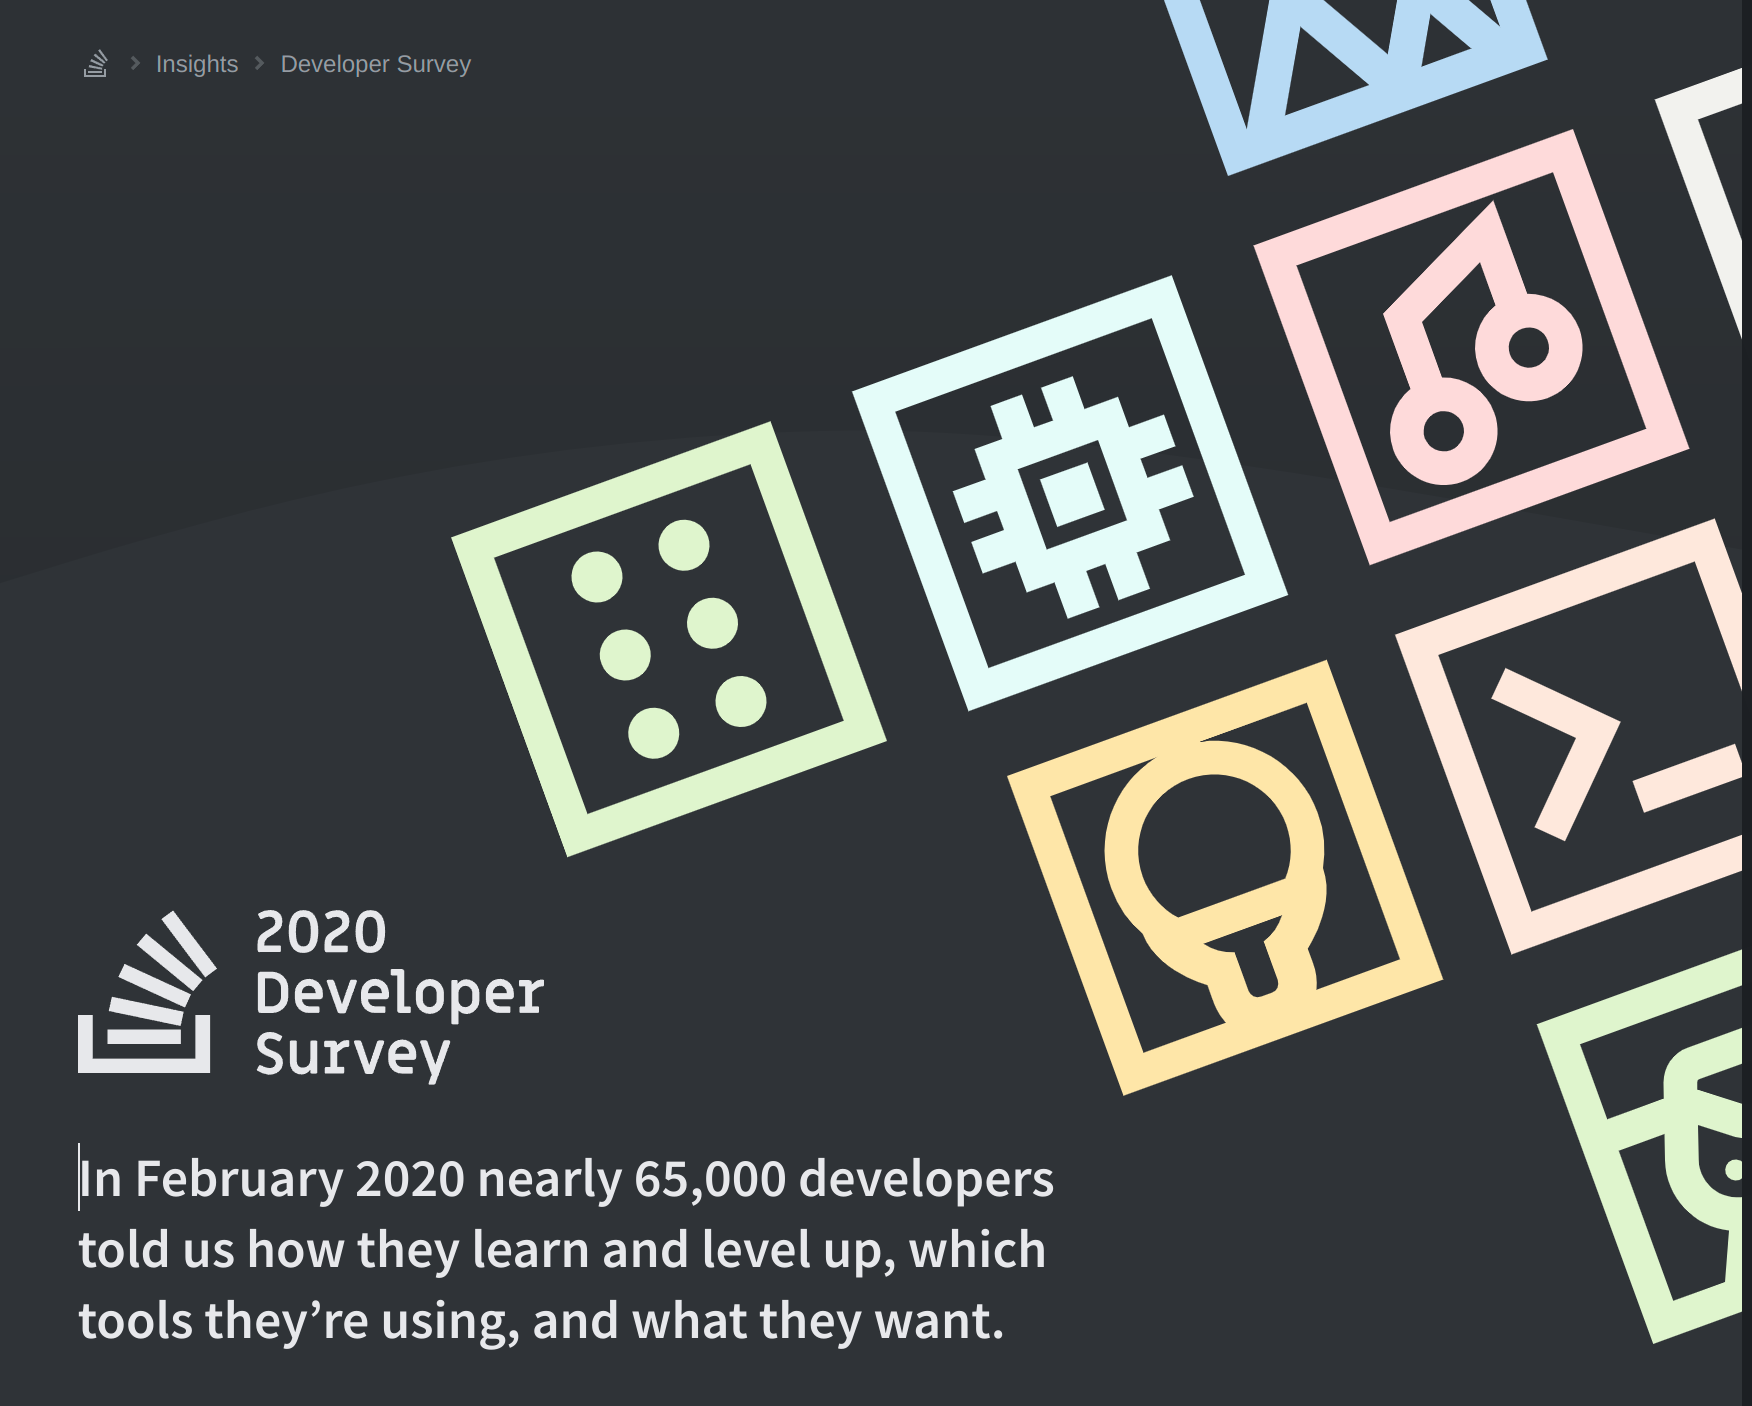 Insights Developer Survey
2020
Developer
Survey
In February 2020 nearly 65,000 developers
told us how they learn and level up, which
tools they’re using, and what they want.